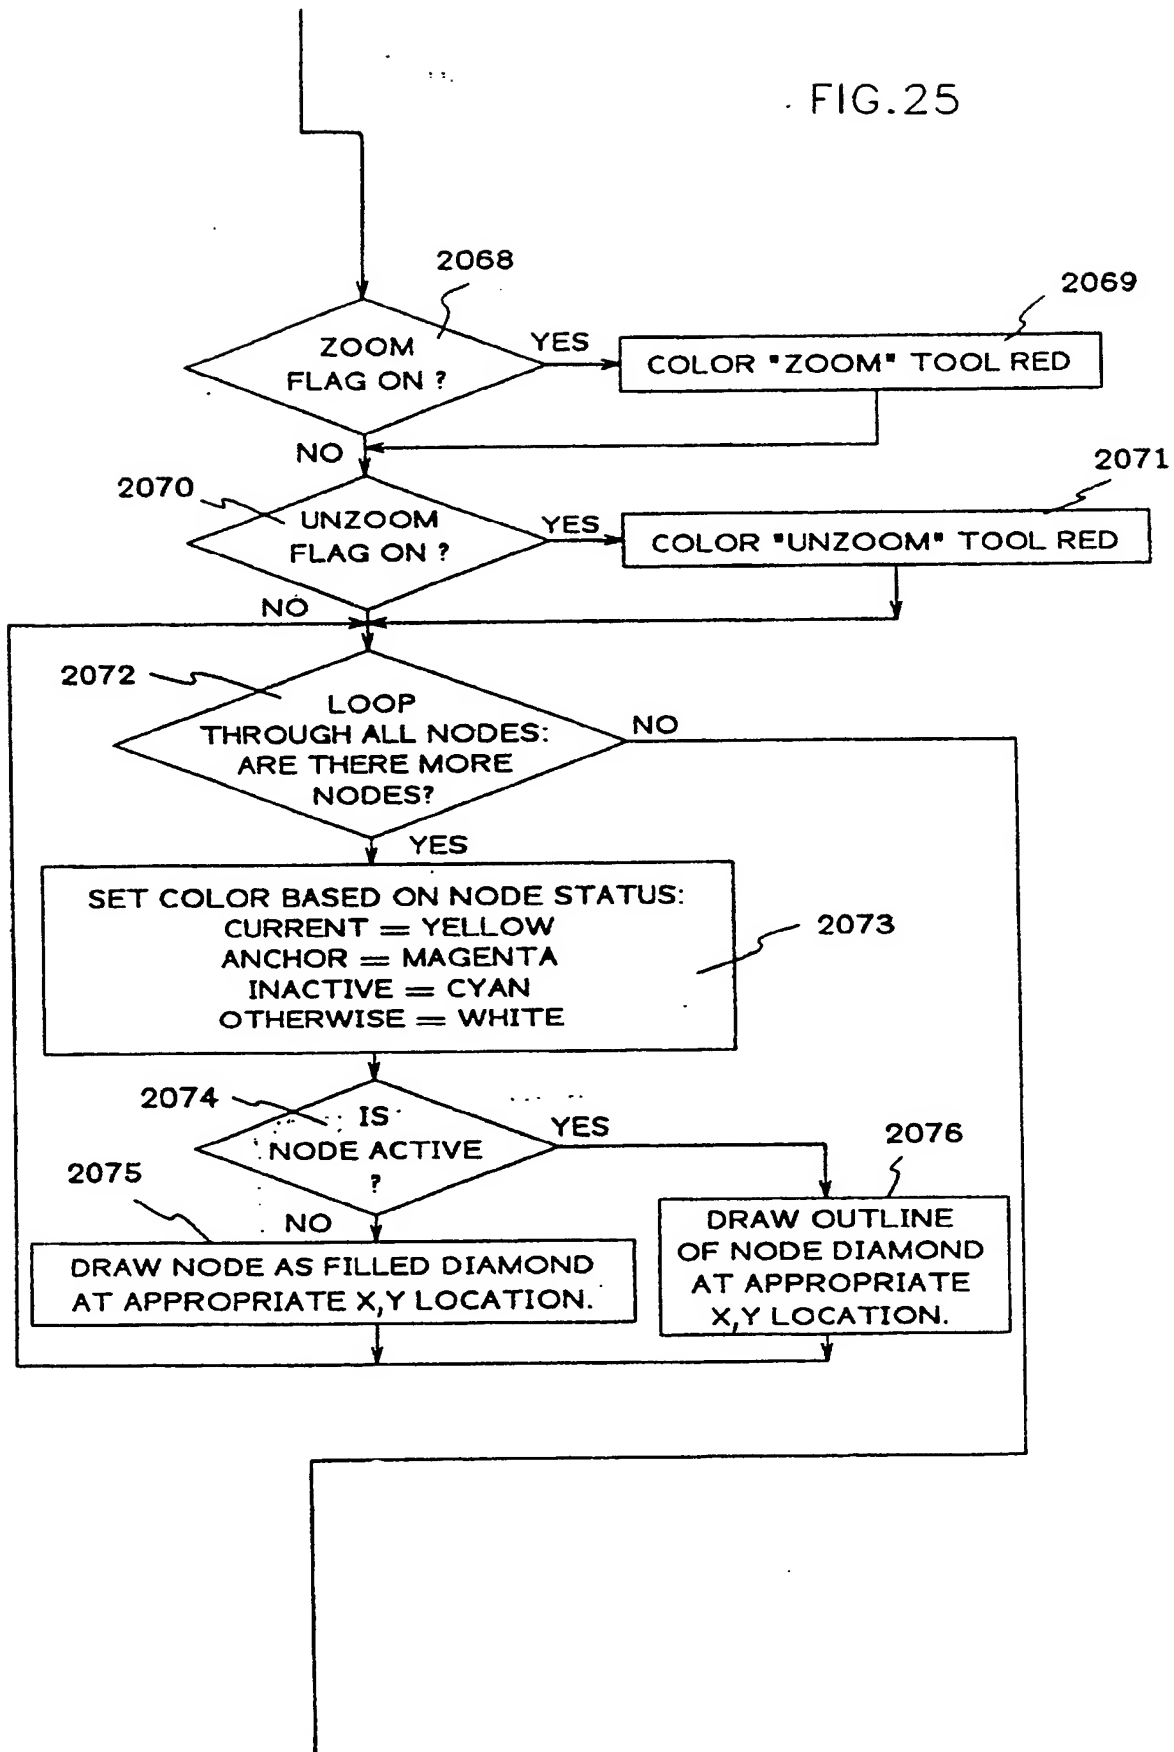 FIG.25
2068
2069
ZOOM
FLAG ON ?
YES
COLOR "ZOOM" TOOL RED
NO
2070
2071
UNZOOM
FLAG ON ?
YES
COLOR "UNZOOM" TOOL RED
NO
2072
LOOP
THROUGH ALL NODES:
ARE THERE MORE
NODES?
NO
YES
SET COLOR BASED ON NODE STATUS:
CURRENT = YELLOW
ANCHOR = MAGENTA
INACTIVE = CYAN
OTHERWISE = WHITE
2073
2074
IS
NODE ACTIVE
?
YES
2076
2075
NO
DRAW NODE AS FILLED DIAMOND
AT APPROPRIATE X,Y LOCATION.
DRAW OUTLINE
OF NODE DIAMOND
AT APPROPRIATE
X,Y LOCATION.